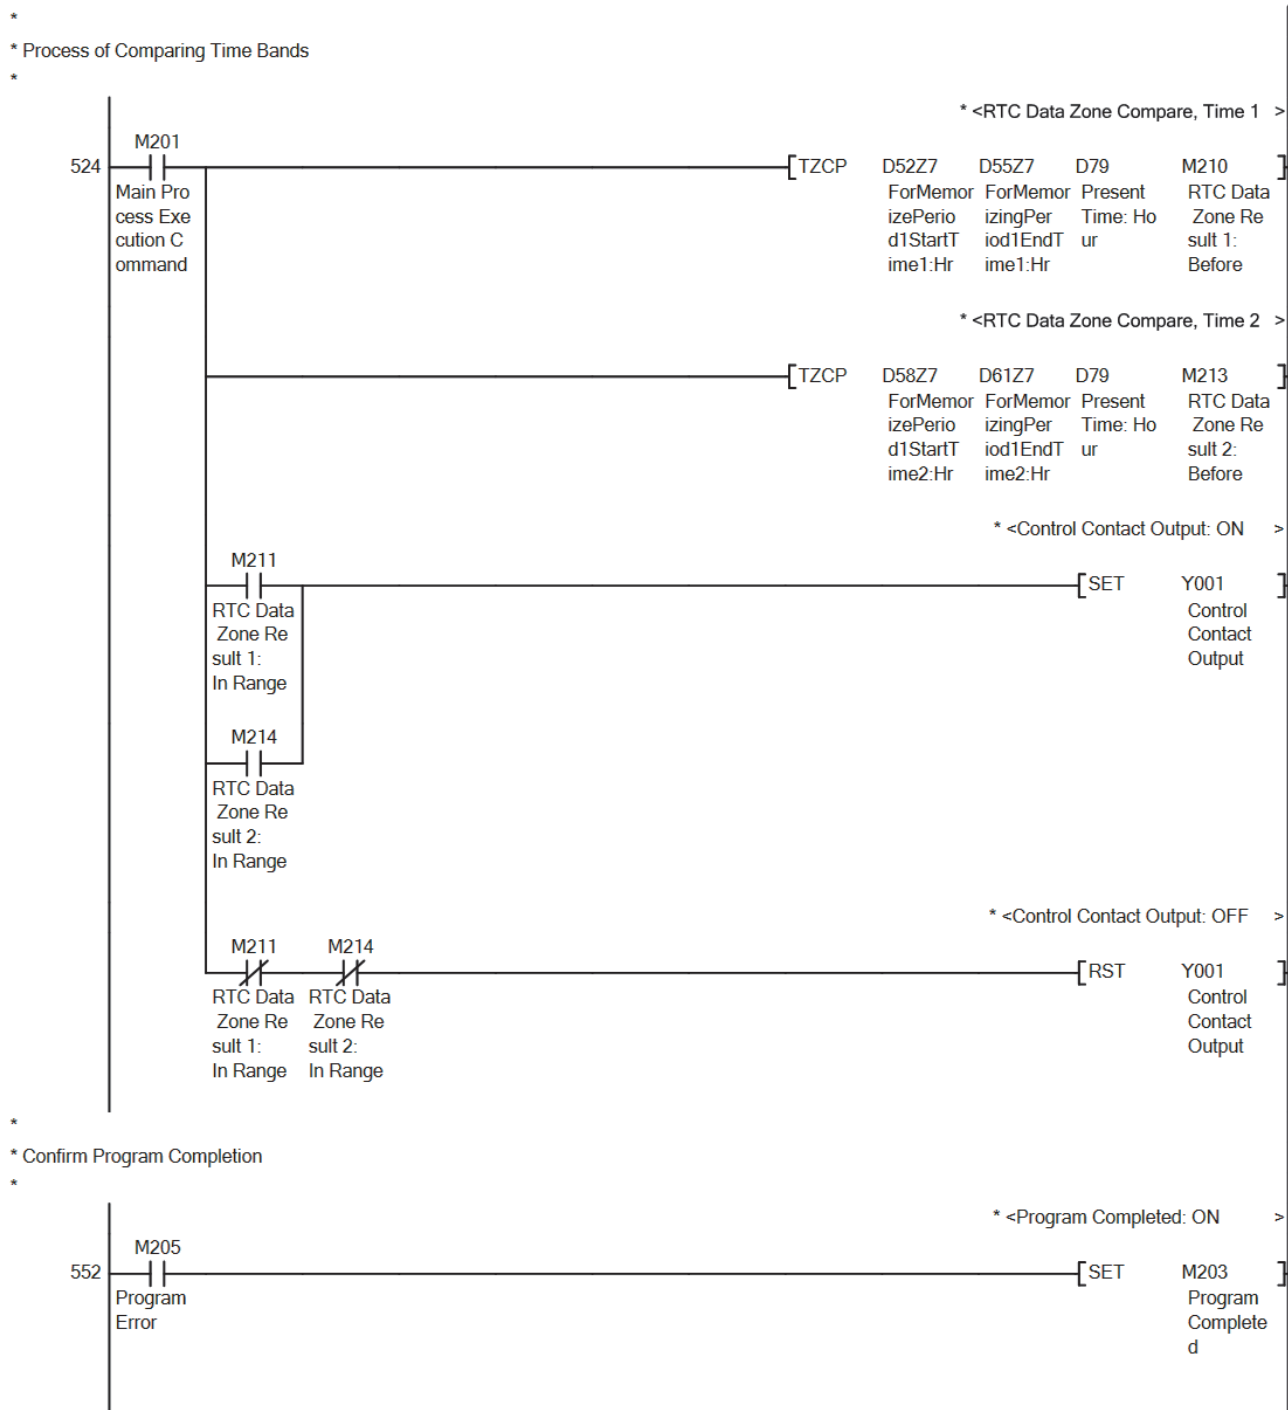 *
* Process of Comparing Time Bands
*
* <RTC Data Zone Compare, Time 1 >
M201
524 [TZCP D52Z7 D55Z7 D79 M210 ]
Main Pro ForMemor ForMemor Present RTC Data
cess Exe izePerio izingPer Time: Ho Zone Re
cution C d1StartT iod1EndT ur sult 1:
ommand ime1:Hr ime1:Hr Before
* <RTC Data Zone Compare, Time 2 >
[TZCP D58Z7 D61Z7 D79 M213 ]
ForMemor ForMemor Present RTC Data
izePerio izingPer Time: Ho Zone Re
d1StartT iod1EndT ur sult 2:
ime2:Hr ime2:Hr Before
* <Control Contact Output: ON >
M211
[SET Y001 ]
RTC Data Control
Zone Re Contact
sult 1: Output
In Range
M214
RTC Data
Zone Re
sult 2:
In Range
* <Control Contact Output: OFF >
M211 M214
[RST Y001 ]
RTC Data RTC Data Control
Zone Re Zone Re Contact
sult 1: sult 2: Output
In Range In Range
*
* Confirm Program Completion
*
* <Program Completed: ON >
M205
552 [SET M203 ]
Program Program
Error Complete
d